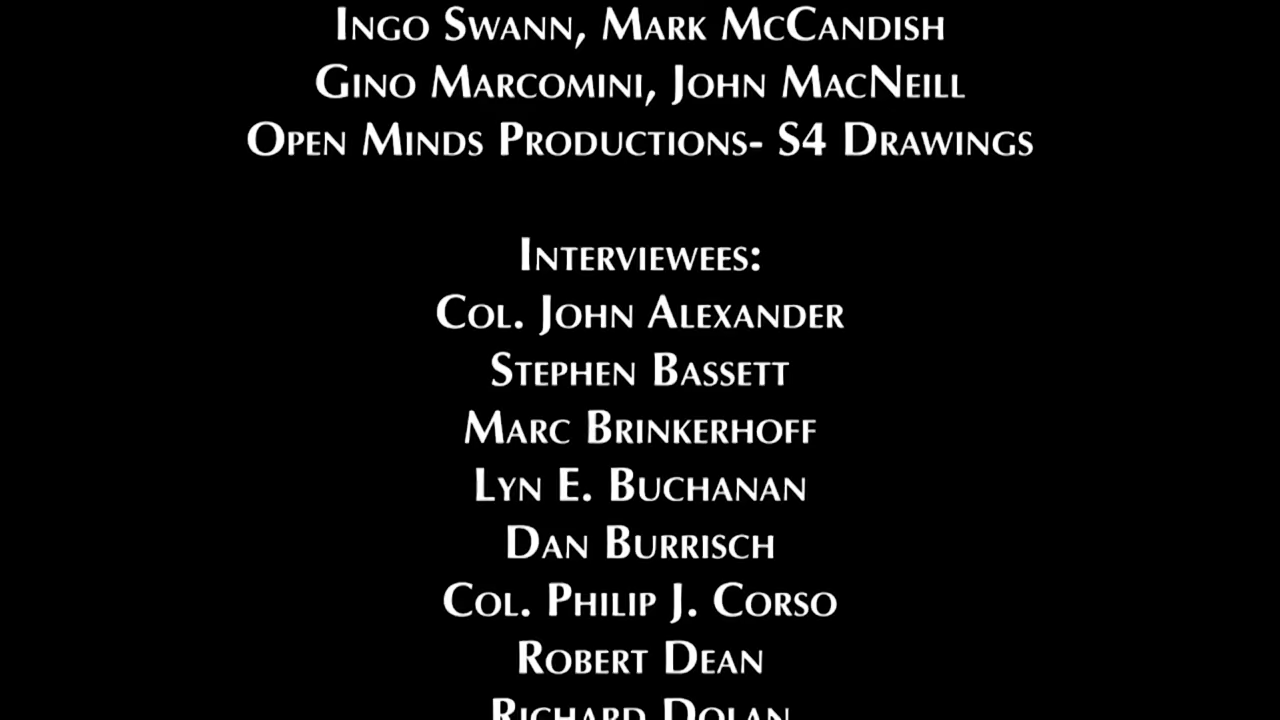 Ingo Swann, Mark McCandish
Gino Marcomini, John MacNeill
Open Minds Productions- S4 Drawings
Interviewees:
Col. John Alexander
Stephen Bassett
Marc Brinkerhoff
Lyn E. Buchanan
Dan Burrisch
Col. Philip J. Corso
Robert Dean
Richard Dolan